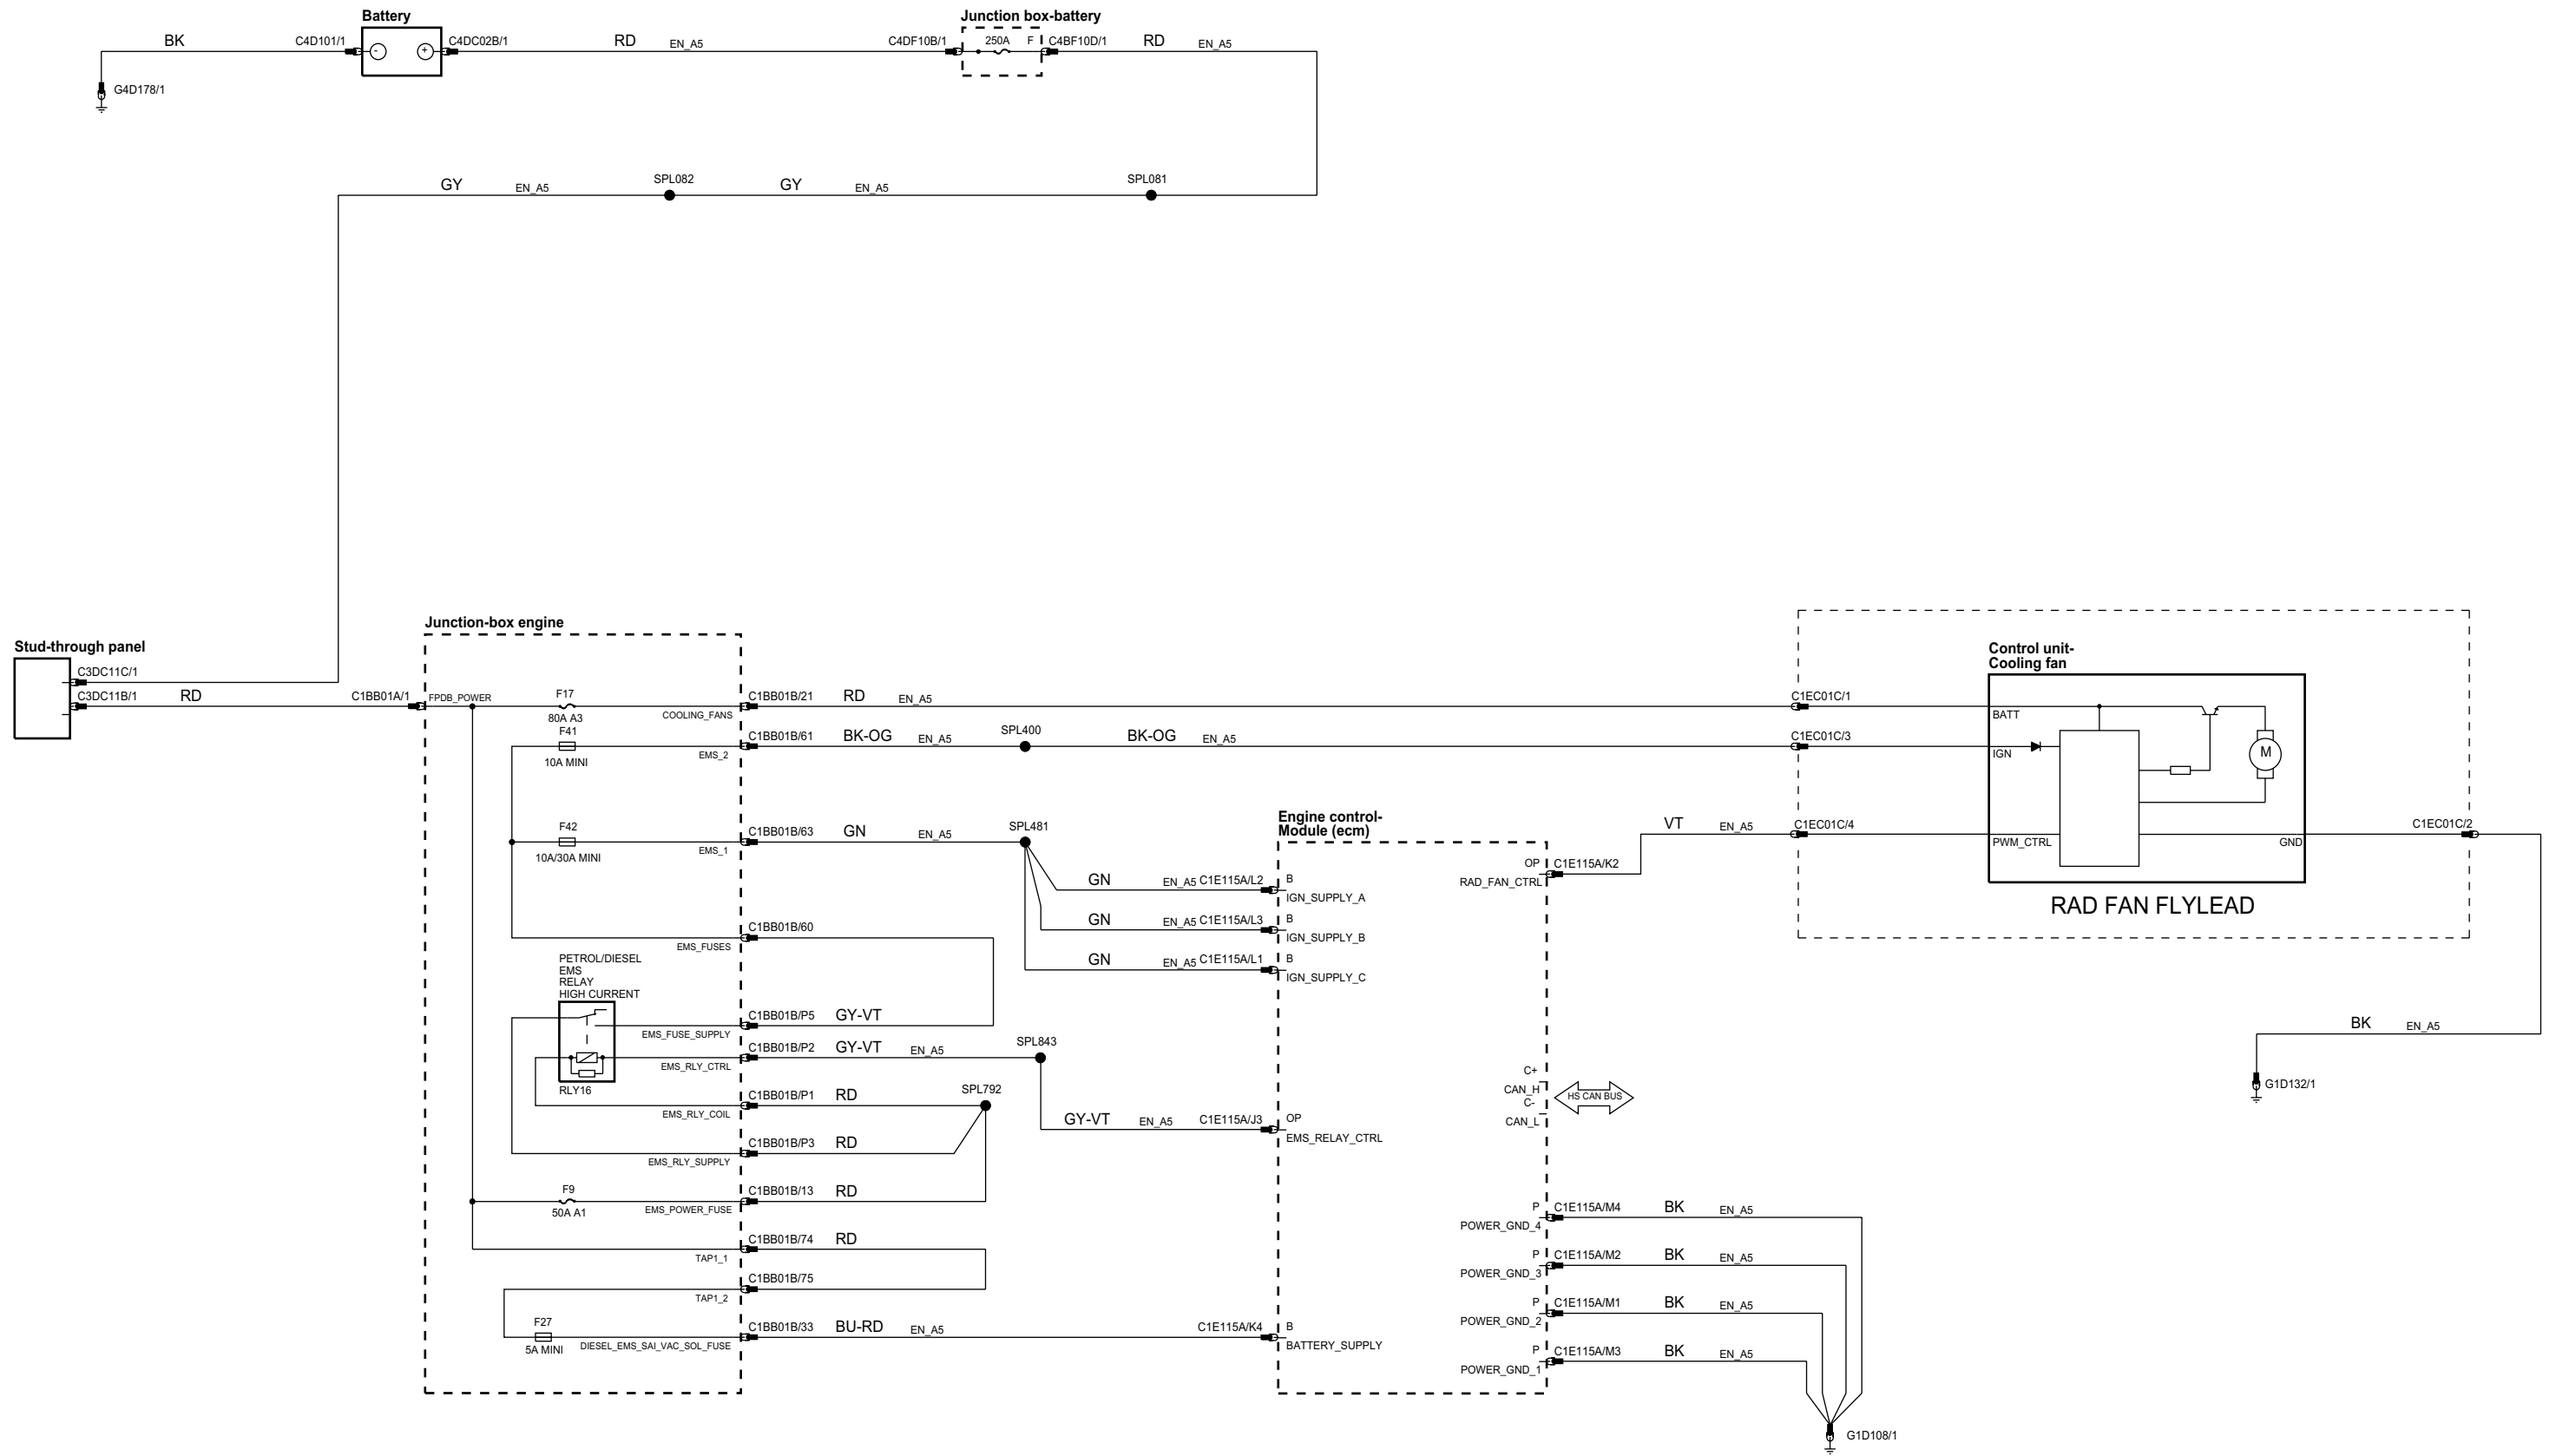 Battery
Junction box-battery
BK
C4D101/1
-
+
C4DC02B/1
RD
EN_A5
C4DF10B/1
250A
F
C4BF10D/1
RD
EN_A5
G4D178/1
GY
EN_A5
SPL082
GY
EN_A5
SPL081
Stud-through panel
C3DC11C/1
C3DC11B/1
RD
C1BB01A/1
Junction-box engine
FPDB_POWER
F17
80A A3
COOLING_FANS
C1BB01B/21
RD
EN_A5
C1EC01C/1
F41
10A MINI
EMS_2
C1BB01B/61
BK-OG
EN_A5
SPL400
BK-OG
EN_A5
C1EC01C/3
F42
10A/30A MINI
EMS_1
C1BB01B/63
GN
EN_A5
SPL481
GN
EN_A5
C1E115A/L2
GN
EN_A5
C1E115A/L3
GN
EN_A5
C1E115A/L1
EMS_FUSES
C1BB01B/60
PETROL/DIESEL
EMS
RELAY
HIGH CURRENT
RLY16
EMS_FUSE_SUPPLY
C1BB01B/P5
GY-VT
EMS_RLY_CTRL
C1BB01B/P2
GY-VT
EN_A5
SPL843
EMS_RLY_COIL
C1BB01B/P1
RD
SPL792
GY-VT
EN_A5
C1E115A/J3
EMS_RLY_SUPPLY
C1BB01B/P3
RD
F9
50A A1
EMS_POWER_FUSE
C1BB01B/13
RD
TAP1_1
C1BB01B/74
RD
TAP1_2
C1BB01B/75
F27
5A MINI
DIESEL_EMS_SAI_VAC_SOL_FUSE
C1BB01B/33
BU-RD
EN_A5
C1E115A/K4
Engine control-
Module (ecm)
B
IGN_SUPPLY_A
B
IGN_SUPPLY_B
B
IGN_SUPPLY_C
OP
EMS_RELAY_CTRL
B
BATTERY_SUPPLY
OP
RAD_FAN_CTRL
C1E115A/K2
VT
EN_A5
C1EC01C/4
C+
CAN_H
C-
CAN_L
HS CAN BUS
P
POWER_GND_4
C1E115A/M4
BK
EN_A5
P
POWER_GND_3
C1E115A/M2
BK
EN_A5
P
POWER_GND_2
C1E115A/M1
BK
EN_A5
P
POWER_GND_1
C1E115A/M3
BK
EN_A5
G1D108/1
Control unit-
Cooling fan
BATT
IGN
PWM_CTRL
M
GND
RAD FAN FLYLEAD
C1EC01C/2
BK
EN_A5
G1D132/1